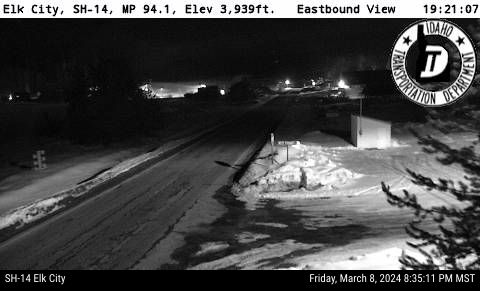 Elk City, SH-14, MP 94.1, Elev 3,939ft. Eastbound View 19:21:07
IDAHO
TRANSPORTATION DEPARTMENT
SH-14 Elk City Friday, March 8, 2024 8:35:11 PM MST